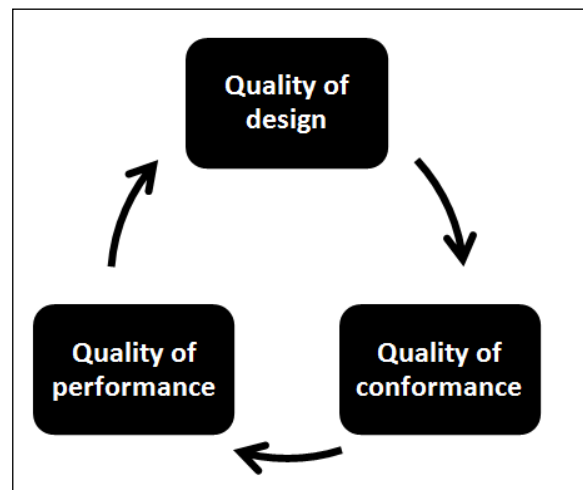 Quality of
design
Quality of
performance
Quality of
conformance